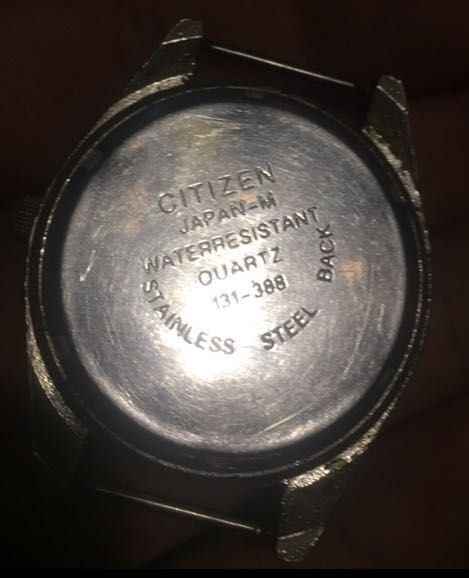 CITIZEN
JAPAN-M
WATERRESISTANT
QUARTZ
131-388
STAINLESS STEEL BACK